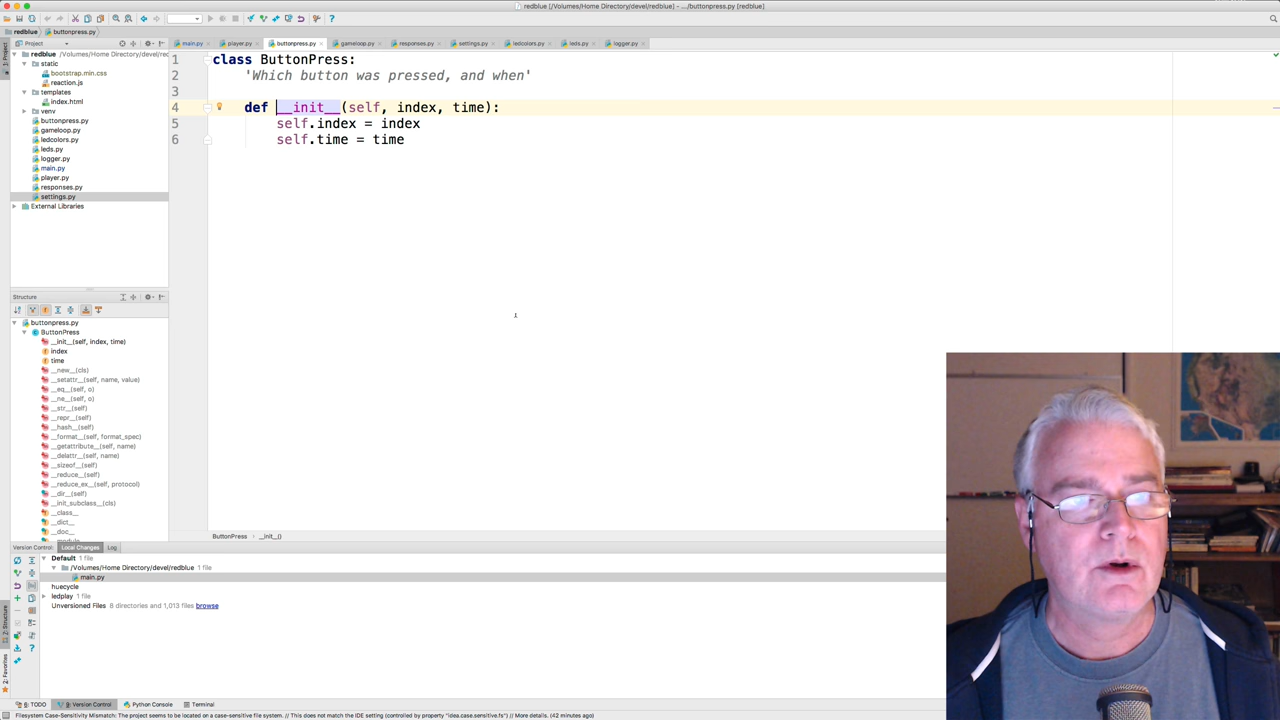 redblue [/Volumes/Home Directory/devel/redblue] - .../buttonpress.py [redblue]
redblue buttonpress.py
Project main.py player.py buttonpress.py gameloop.py responses.py settings.py ledcolors.py leds.py logger.py
1: Project
redblue /Volumes/Home Directory/devel/redblue
static
bootstrap.min.css
reaction.js
templates
index.html
venv
buttonpress.py
gameloop.py
ledcolors.py
leds.py
logger.py
main.py
player.py
responses.py
settings.py
External Libraries
1 class ButtonPress:
2 'Which button was pressed, and when'
3
4 def __init__(self, index, time):
5 self.index = index
6 self.time = time
Structure
buttonpress.py
ButtonPress
__init__(self, index, time)
index
time
__new__(cls)
__setattr__(self, name, value)
__eq__(self, o)
__ne__(self, o)
__str__(self)
__repr__(self)
__hash__(self)
__format__(self, format_spec)
__getattribute__(self, name)
__delattr__(self, name)
__sizeof__(self)
__reduce__(self)
__reduce_ex__(self, protocol)
__dir__(self)
__init_subclass__(cls)
__class__
__dict__
__doc__
__module__
ButtonPress __init__()
Version Control: Local Changes Log
Default 1 file
/Volumes/Home Directory/devel/redblue 1 file
main.py
huecycle
ledplay 1 file
Unversioned Files 8 directories and 1,013 files browse
2: Favorites
Z: Structure
6: TODO 9: Version Control Python Console Terminal
Filesystem Case-Sensitivity Mismatch: The project seems to be located on a case-sensitive file system. // This does not match the IDE setting (controlled by property "idea.case.sensitive.fs") // More details. (42 minutes ago)